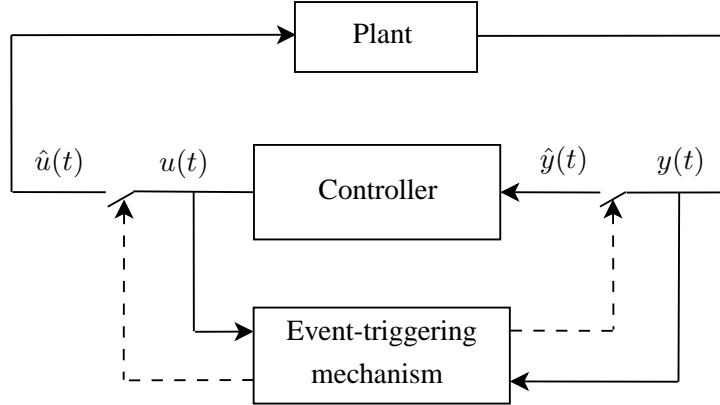 Plant
û(t)
u(t)
Controller
ŷ(t)
y(t)
Event-triggering
mechanism